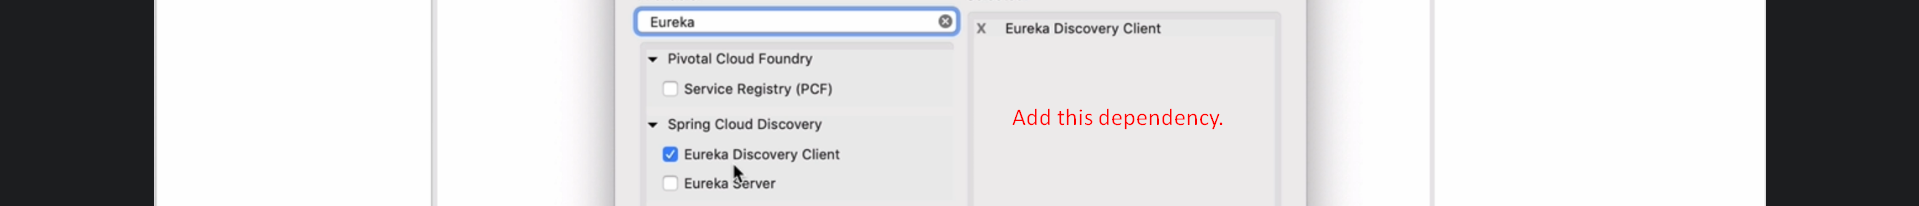 Eureka
X Eureka Discovery Client
Pivotal Cloud Foundry
Service Registry (PCF)
Spring Cloud Discovery
Eureka Discovery Client
Eureka Server
Add this dependency.